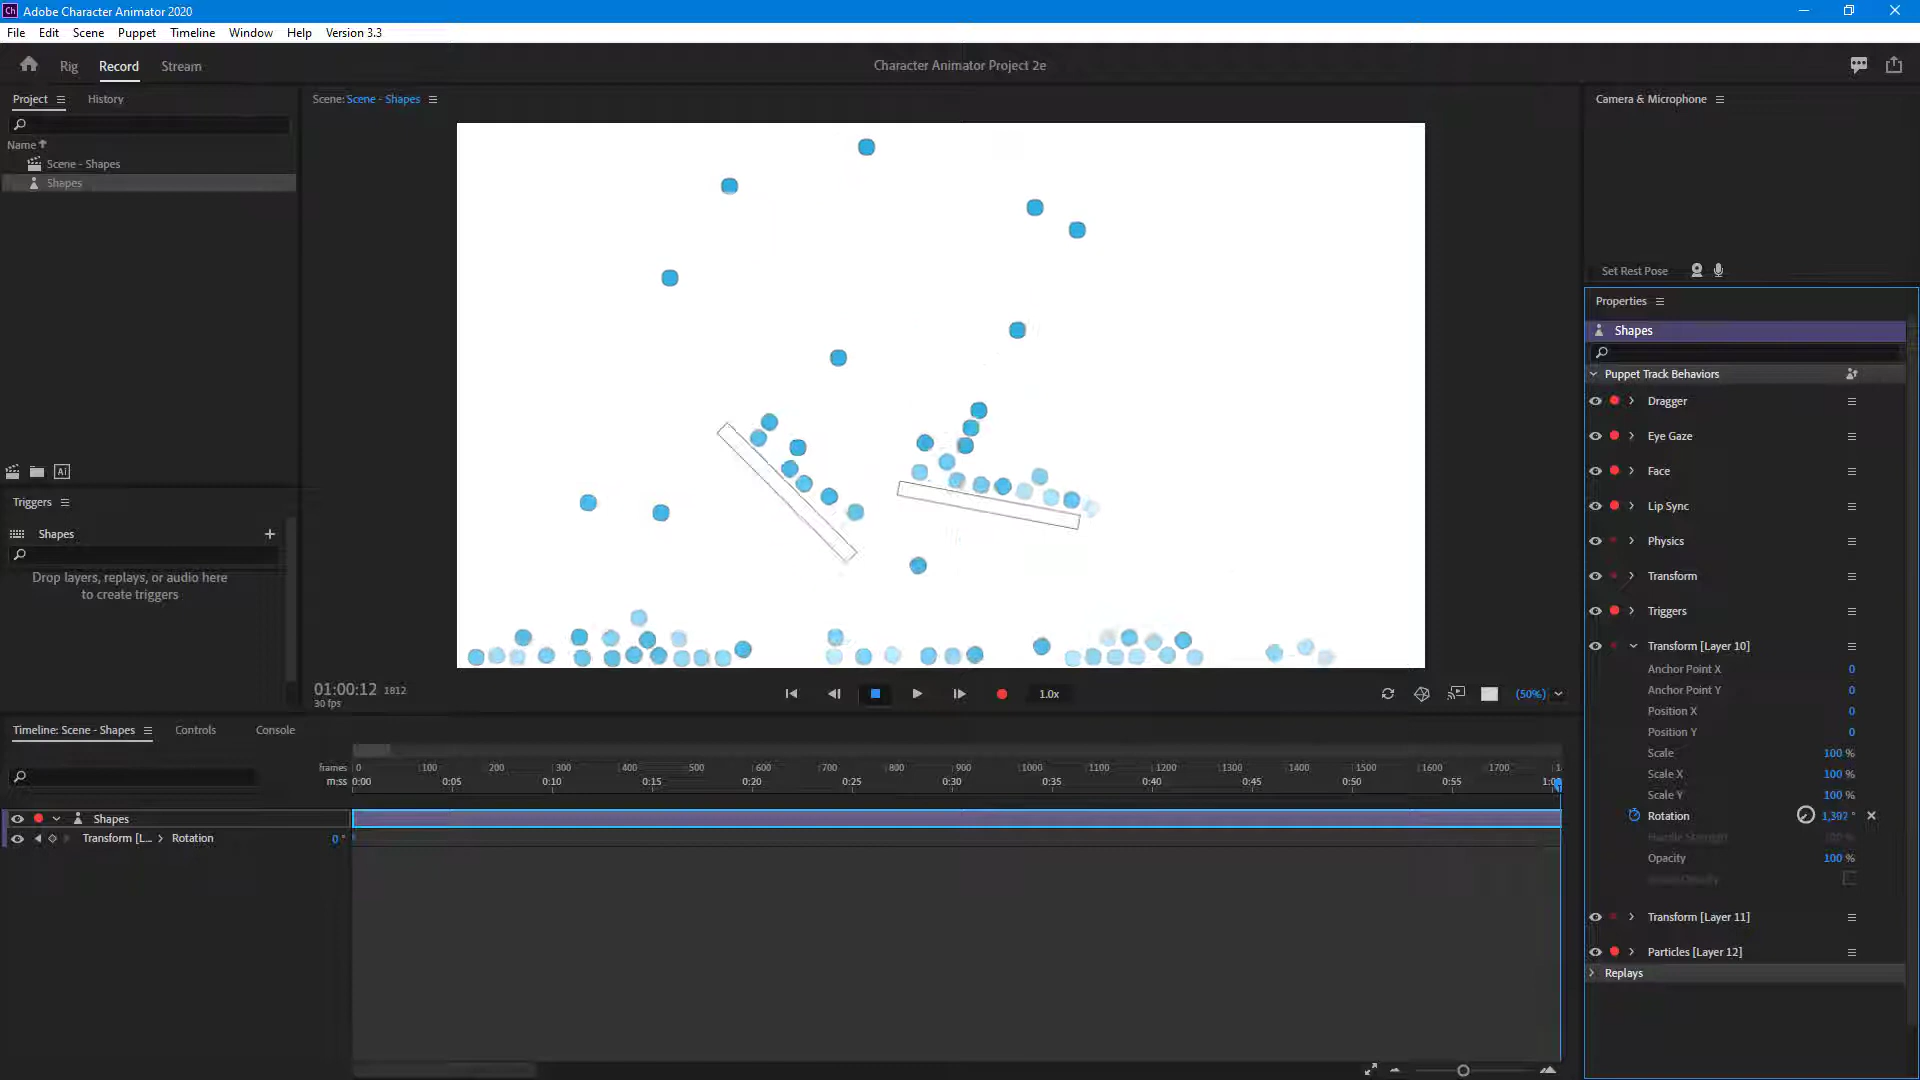 Ch Adobe Character Animator 2020
File Edit Scene Puppet Timeline Window Help Version 3.3
Rig Record Stream
Character Animator Project 2e
Project History
Scene: Scene - Shapes
Camera & Microphone
Name
Scene - Shapes
Shapes
Set Rest Pose
Properties
Shapes
Puppet Track Behaviors
Dragger
Eye Gaze
Face
Lip Sync
Physics
Transform
Triggers
Transform [Layer 10]
Anchor Point X 0
Anchor Point Y 0
Position X 0
Position Y 0
Scale 100 %
Scale X 100 %
Scale Y 100 %
Rotation
Opacity 100 %
Transform [Layer 11]
Particles [Layer 12]
Replays
Ai
Triggers
Shapes
Drop layers, replays, or audio here
to create triggers
01:00:12 1812
30 fps
1.0x
(50%)
Timeline: Scene - Shapes Controls Console
frames 0 100 200 300 400 500 600 700 800 900 1000 1100 1200 1300 1400 1500 1600 1700
m:ss 0:00 0:05 0:10 0:15 0:20 0:25 0:30 0:35 0:40 0:45 0:50 0:55
Shapes
Transform [L... Rotation 0 °